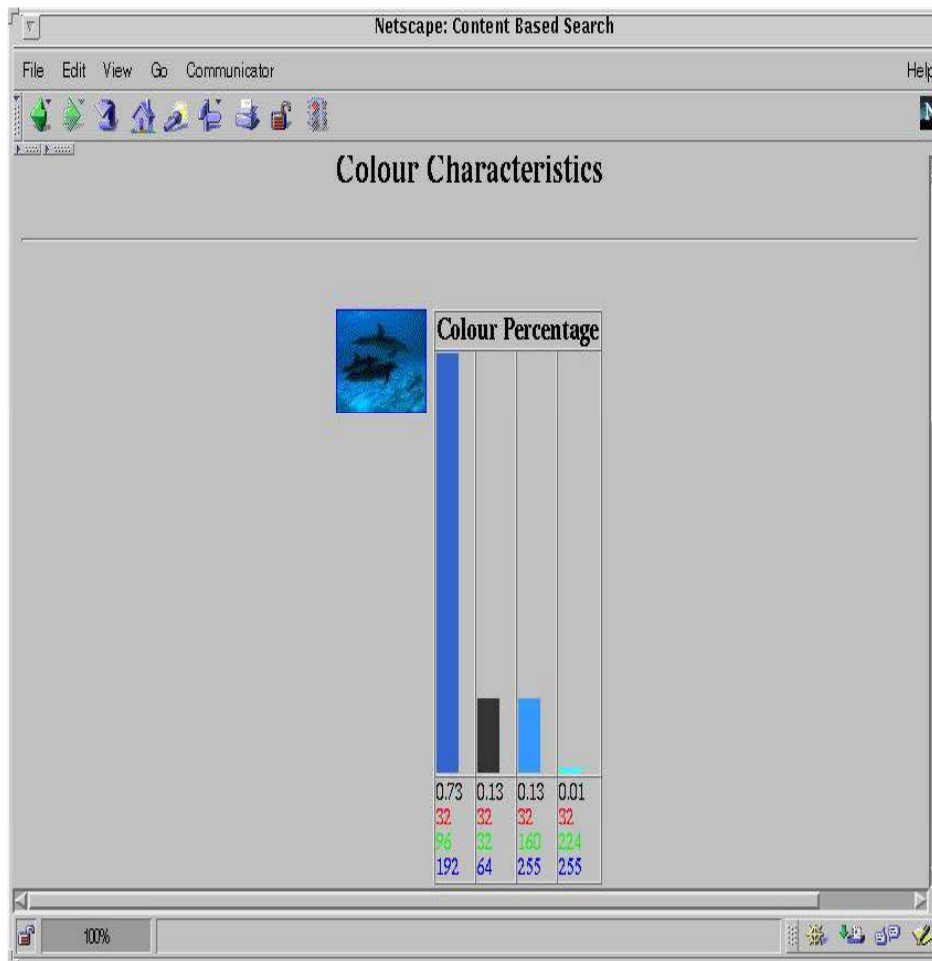 Netscape: Content Based Search
File Edit View Go Communicator Help
N
Colour Characteristics
Colour Percentage
0.73 0.13 0.13 0.01
32 32 32 32
96 32 160 224
192 64 255 255
100%